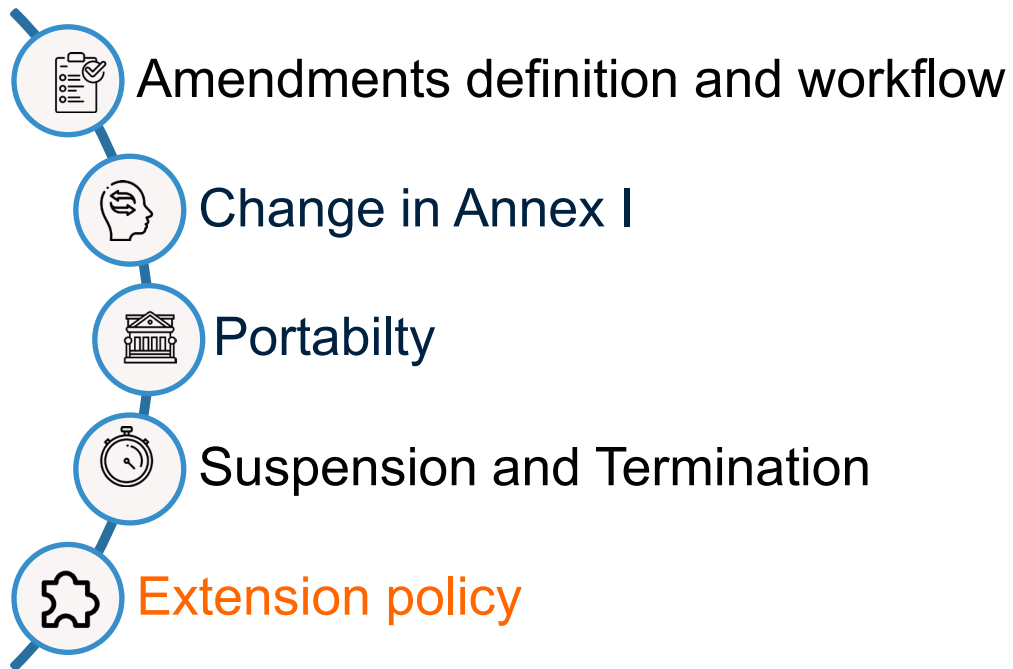 Amendments definition and workflow
Change in Annex I
Portabilty
Suspension and Termination
Extension policy